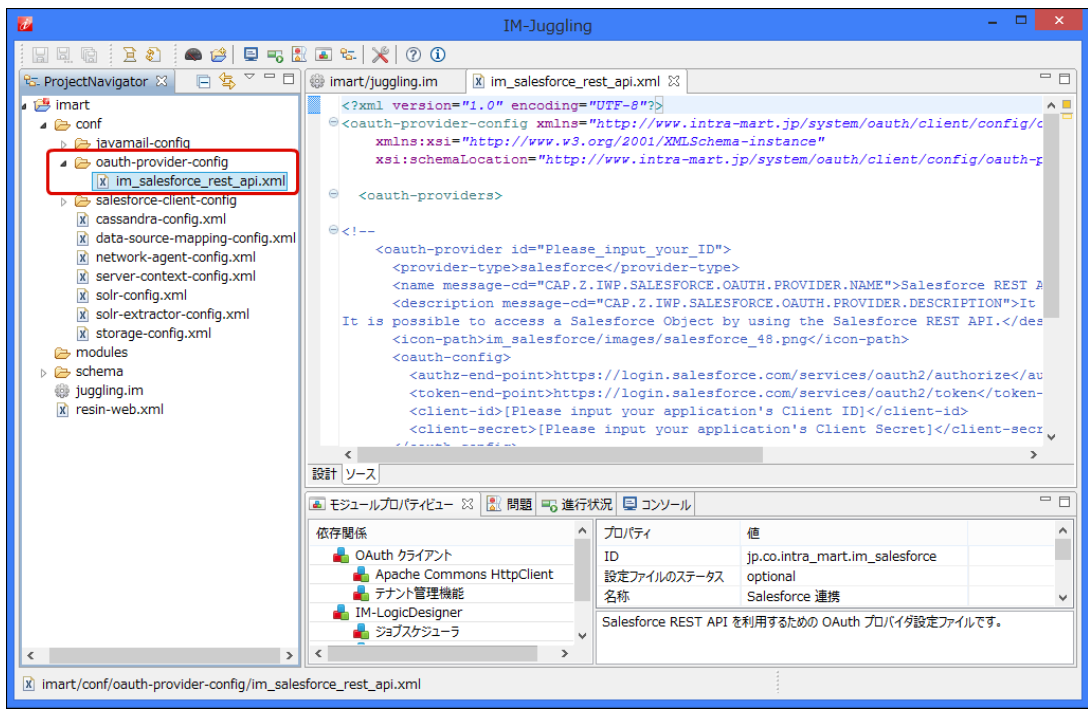 IM-Juggling
ProjectNavigator
imart
conf
javamail-config
oauth-provider-config
im_salesforce_rest_api.xml
salesforce-client-config
cassandra-config.xml
data-source-mapping-config.xml
network-agent-config.xml
server-context-config.xml
solr-config.xml
solr-extractor-config.xml
storage-config.xml
modules
schema
juggling.im
resin-web.xml
imart/juggling.im
im_salesforce_rest_api.xml
<?xml version="1.0" encoding="UTF-8"?>
<oauth-provider-config xmlns="http://www.intra-mart.jp/system/oauth/client/config/c
xmlns:xsi="http://www.w3.org/2001/XMLSchema-instance"
xsi:schemaLocation="http://www.intra-mart.jp/system/oauth/client/config/oauth-p
<oauth-providers>
<!--
<oauth-provider id="Please_input_your_ID">
<provider-type>salesforce</provider-type>
<name message-cd="CAP.Z.IWP.SALESFORCE.OAUTH.PROVIDER.NAME">Salesforce REST A
<description message-cd="CAP.Z.IWP.SALESFORCE.OAUTH.PROVIDER.DESCRIPTION">It
It is possible to access a Salesforce Object by using the Salesforce REST API.</des
<icon-path>im_salesforce/images/salesforce_48.png</icon-path>
<oauth-config>
<authz-end-point>https://login.salesforce.com/services/oauth2/authorize</au
<token-end-point>https://login.salesforce.com/services/oauth2/token</token-
<client-id>[Please input your application's Client ID]</client-id>
<client-secret>[Please input your application's Client Secret]</client-secr
設計 ソース
モジュールプロパティビュー 問題 進行状況 コンソール
依存関係
OAuth クライアント
Apache Commons HttpClient
テナント管理機能
IM-LogicDesigner
ジョブスケジューラ
プロパティ 値
ID jp.co.intra_mart.im_salesforce
設定ファイルのステータス optional
名称 Salesforce 連携
Salesforce REST API を利用するための OAuth プロバイダ設定ファイルです。
imart/conf/oauth-provider-config/im_salesforce_rest_api.xml